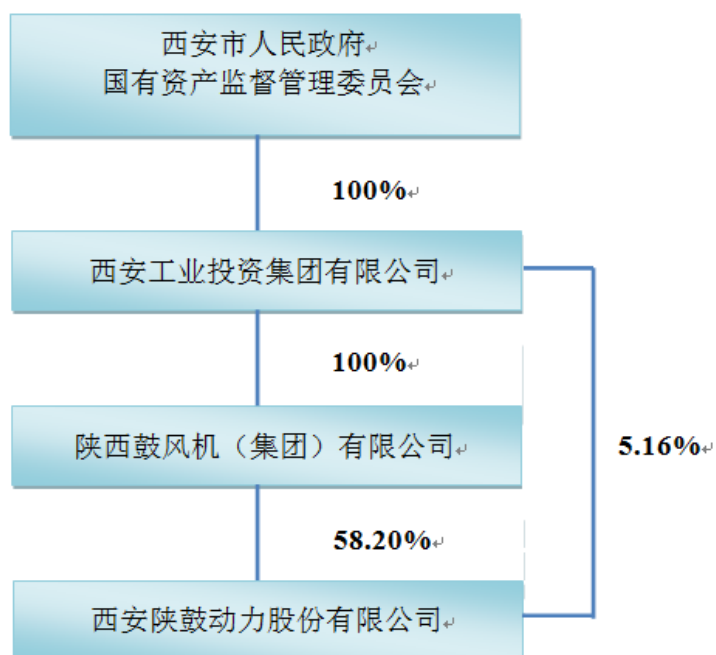 西安市人民政府
国有资产监督管理委员会
100%
西安工业投资集团有限公司
100%
陕西鼓风机（集团）有限公司
5.16%
58.20%
西安陕鼓动力股份有限公司